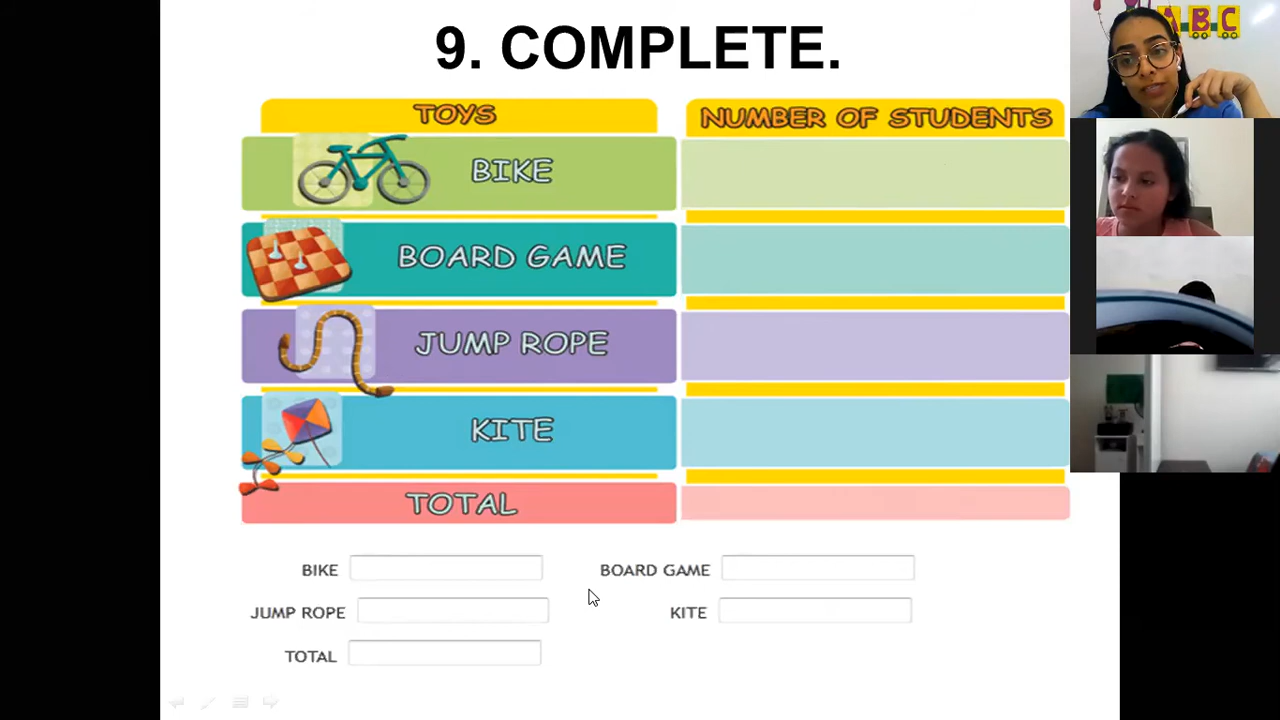 9. COMPLETE.
TOYS
NUMBER OF STUDENTS
BIKE
BOARD GAME
JUMP ROPE
KITE
TOTAL
BIKE
BOARD GAME
JUMP ROPE
KITE
TOTAL
A B C